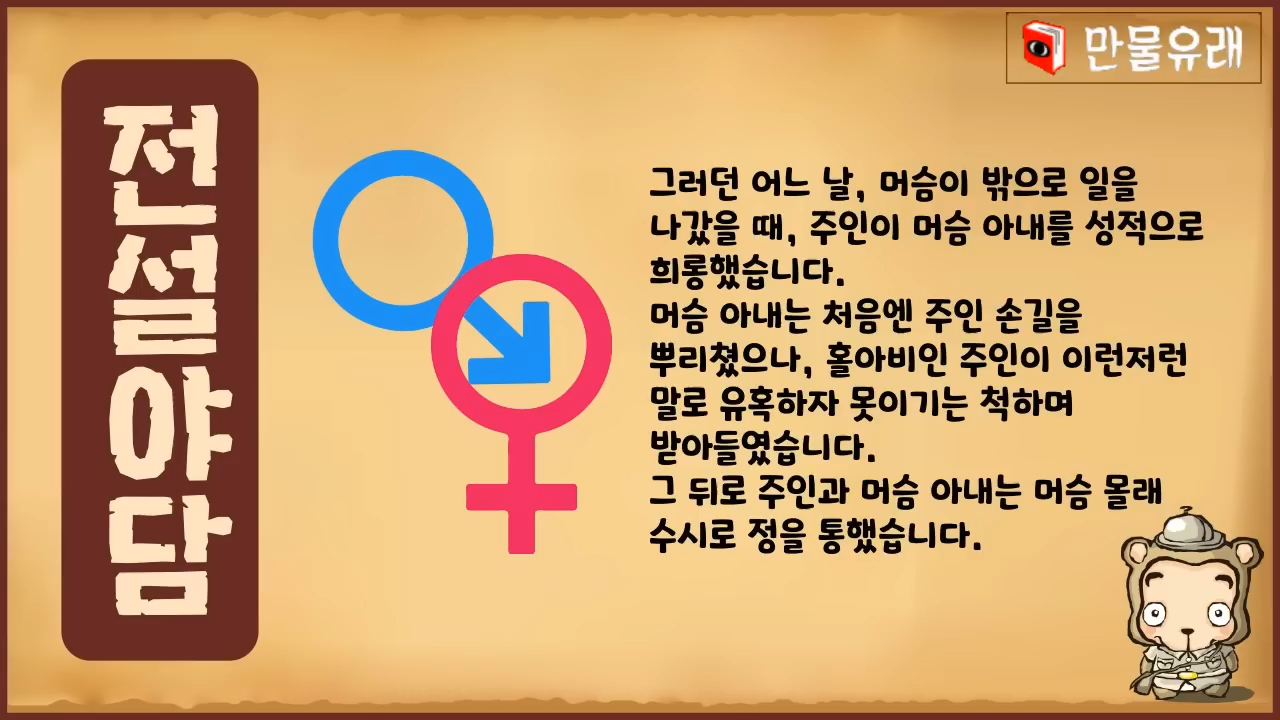 만물유래
전설야담
그러던 어느 날, 머슴이 밖으로 일을
나갔을 때, 주인이 머슴 아내를 성적으로
희롱했습니다.
머슴 아내는 처음엔 주인 손길을
뿌리쳤으나, 홀아비인 주인이 이런저런
말로 유혹하자 못이기는 척하며
받아들였습니다.
그 뒤로 주인과 머슴 아내는 머슴 몰래
수시로 정을 통했습니다.